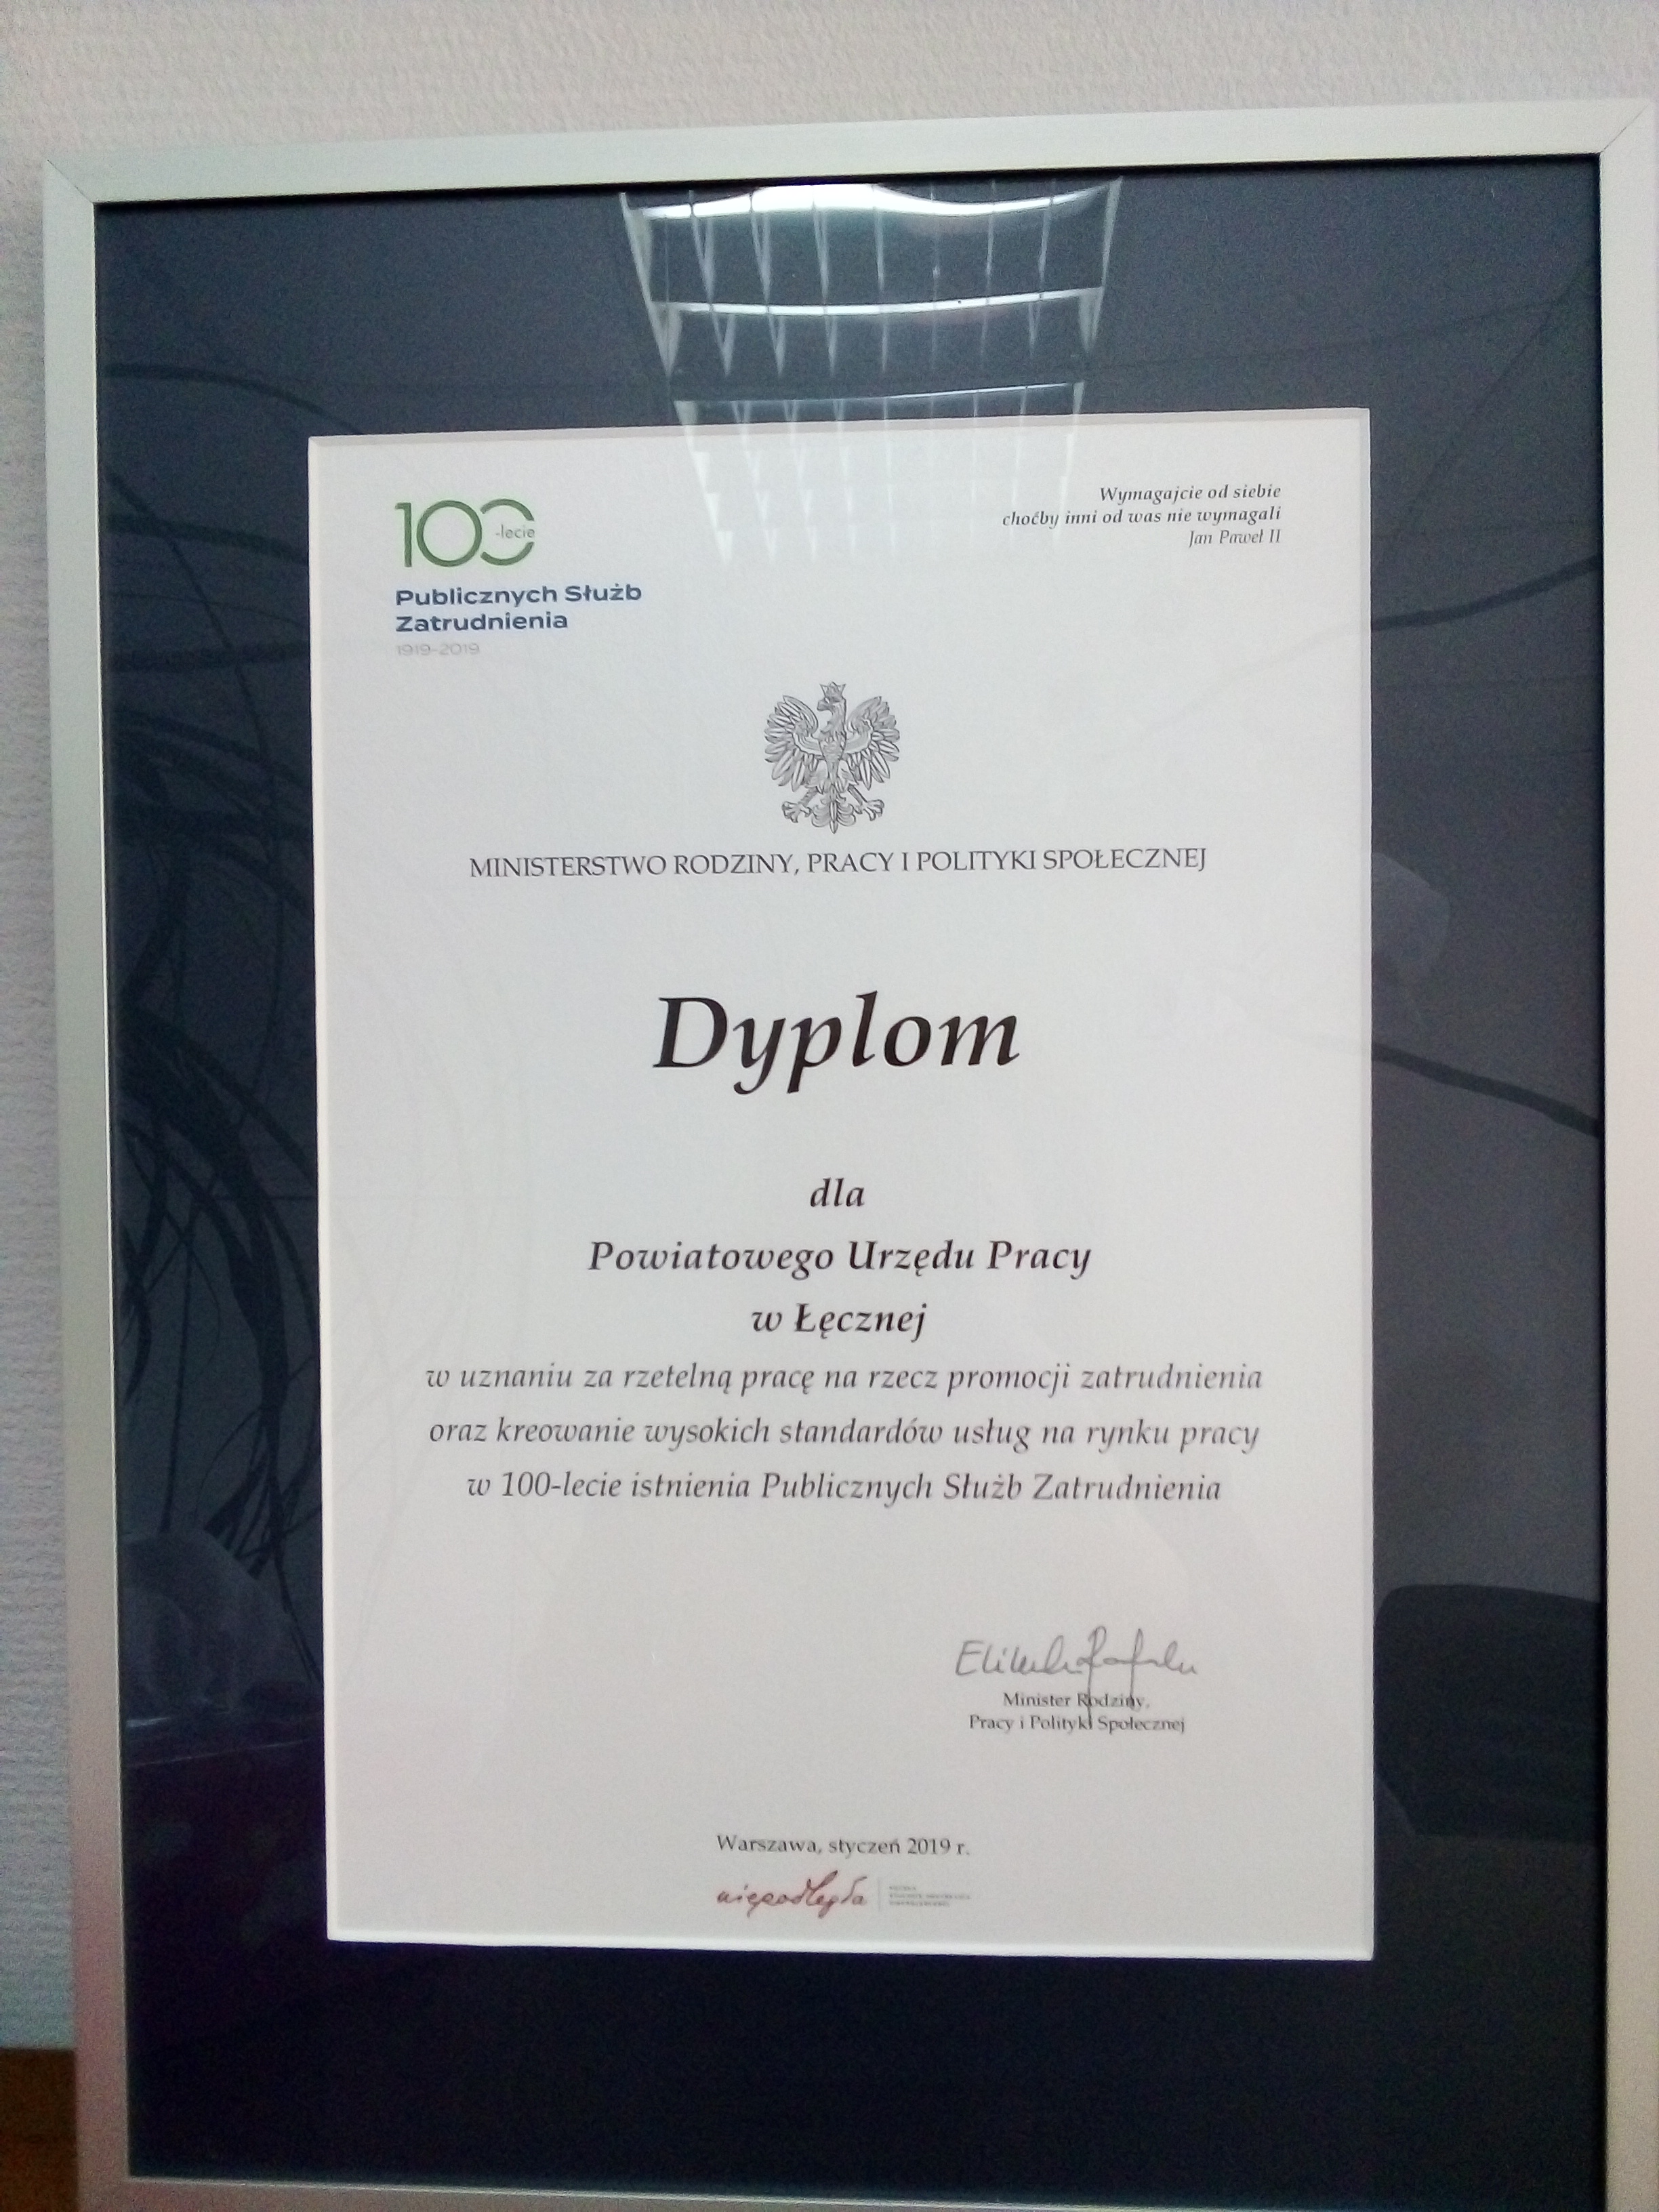 100
-lecie
Publicznych Służb
Zatrudnienia
1919-2019
Wymagajcie od siebie
choćby inni od was nie wymagali
Jan Paweł II
MINISTERSTWO RODZINY, PRACY I POLITYKI SPOŁECZNEJ
Dyplom
dla
Powiatowego Urzędu Pracy
w Łęcznej
w uznaniu za rzetelną pracę na rzecz promocji zatrudnienia
oraz kreowanie wysokich standardów usług na rynku pracy
w 100-lecie istnienia Publicznych Służb Zatrudnienia
Minister Rodziny,
Pracy i Polityki Społecznej
Warszawa, styczeń 2019 r.
niepodległa